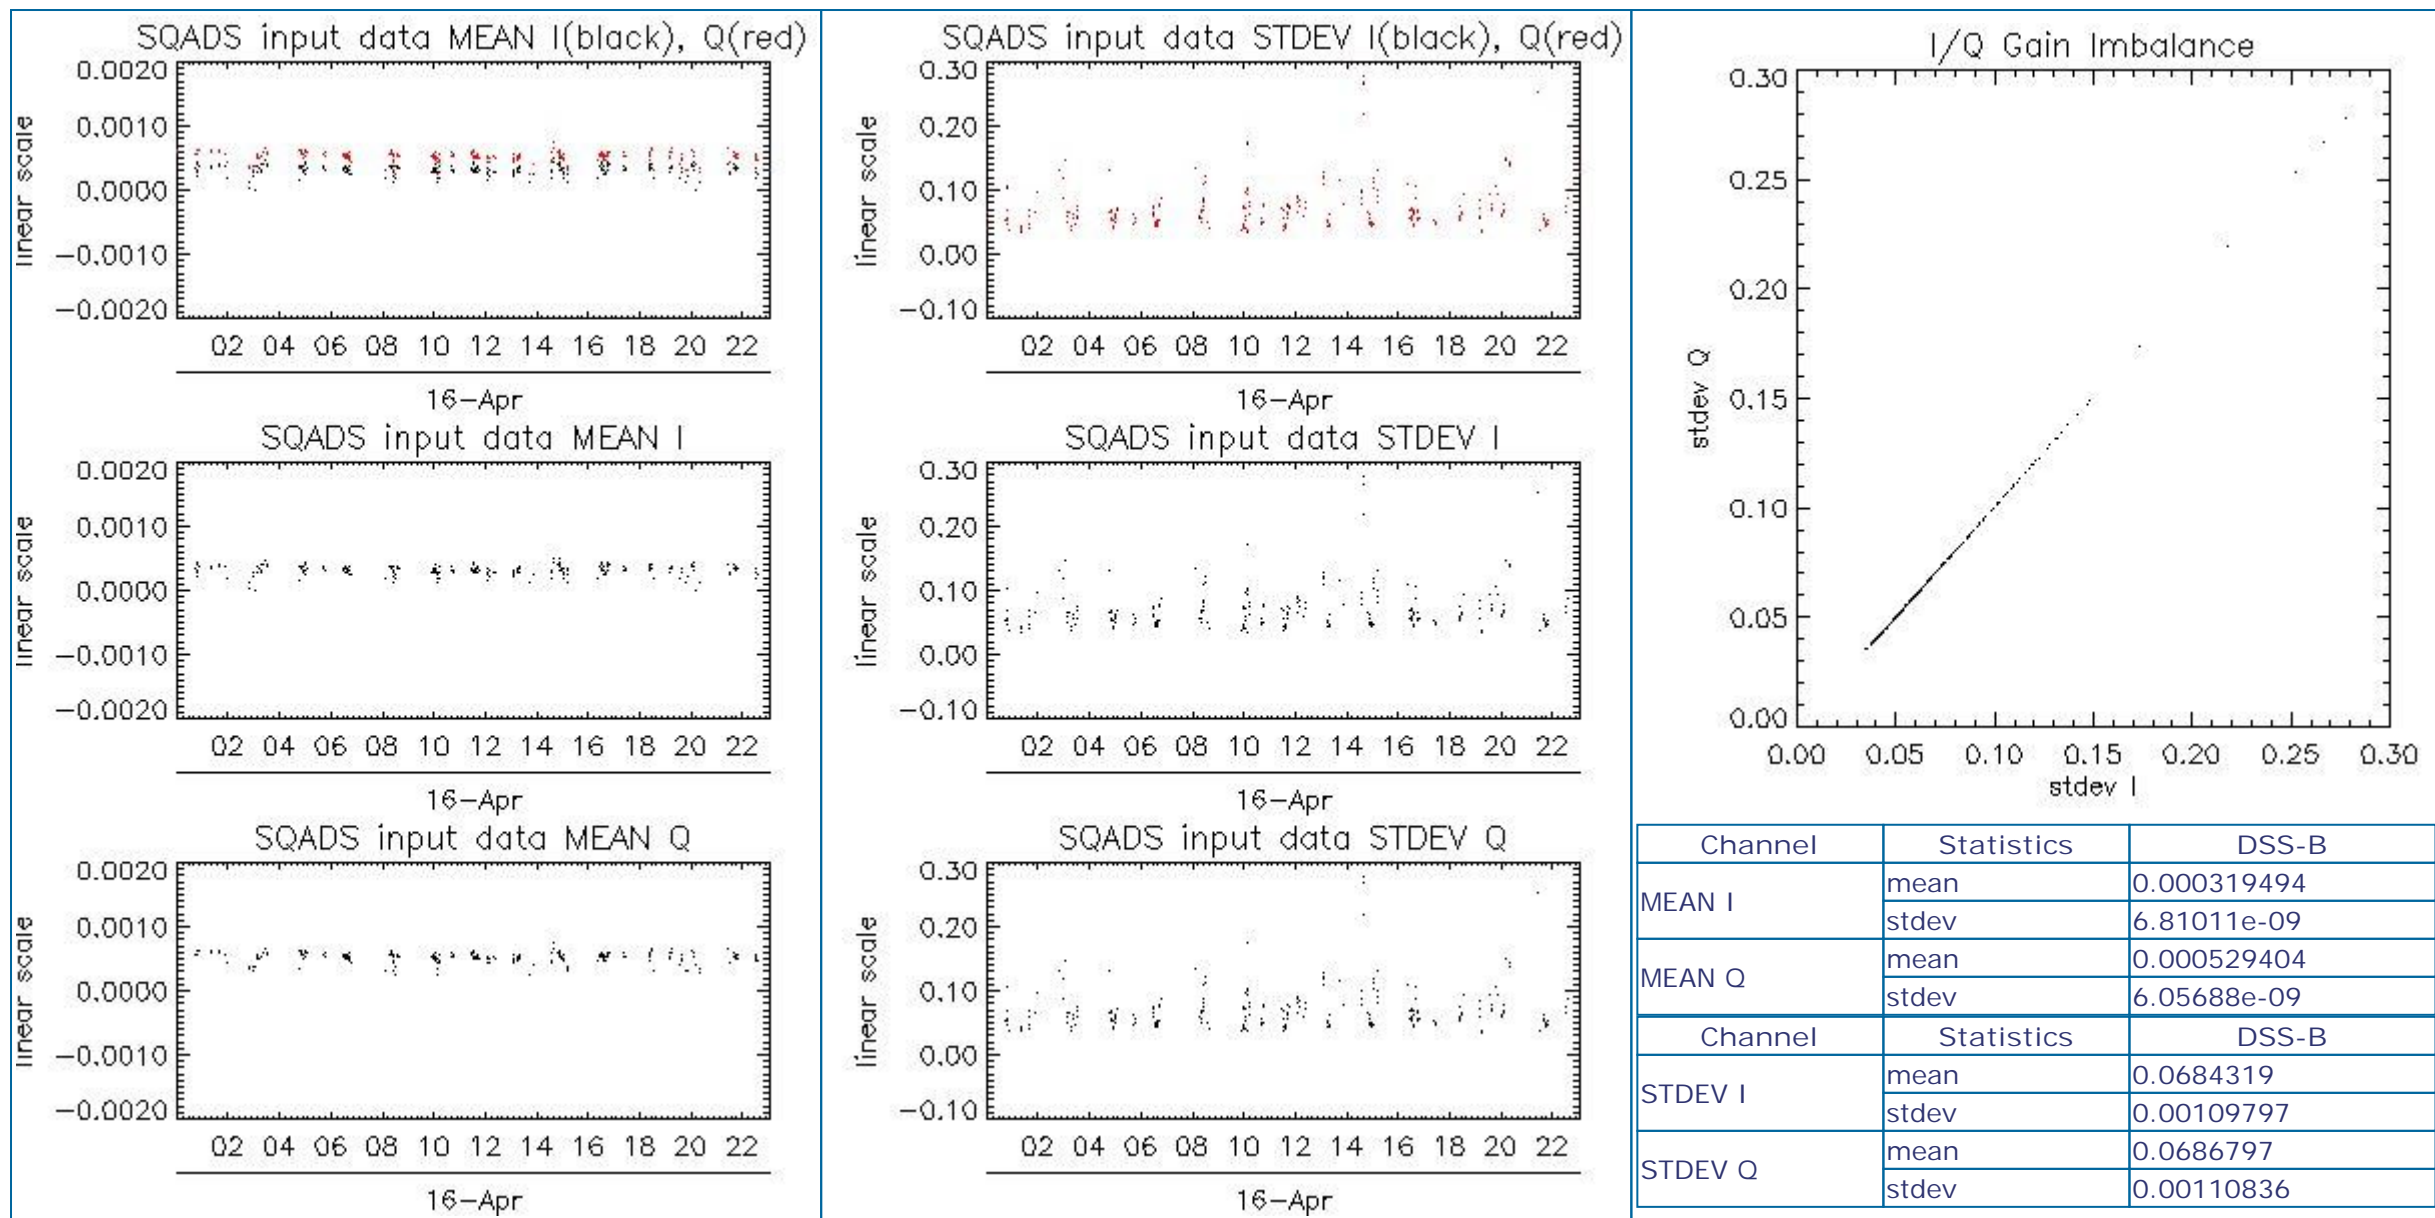 SQADS input data MEAN I(black), Q(red)
linear scale
0.0020
0.0010
0.0000
-0.0010
-0.0020
02 04 06 08 10 12 14 16 18 20 22
16-Apr
SQADS input data MEAN I
linear scale
0.0020
0.0010
0.0000
-0.0010
-0.0020
02 04 06 08 10 12 14 16 18 20 22
16-Apr
SQADS input data MEAN Q
linear scale
0.0020
0.0010
0.0000
-0.0010
-0.0020
02 04 06 08 10 12 14 16 18 20 22
16-Apr
SQADS input data STDEV I(black), Q(red)
linear scale
0.30
0.20
0.10
0.00
-0.10
02 04 06 08 10 12 14 16 18 20 22
16-Apr
SQADS input data STDEV I
linear scale
0.30
0.20
0.10
0.00
-0.10
02 04 06 08 10 12 14 16 18 20 22
16-Apr
SQADS input data STDEV Q
linear scale
0.30
0.20
0.10
0.00
-0.10
02 04 06 08 10 12 14 16 18 20 22
16-Apr
I/Q Gain Imbalance
stdev Q
0.30
0.25
0.20
0.15
0.10
0.05
0.00
0.00 0.05 0.10 0.15 0.20 0.25 0.30
stdev I
Channel Statistics DSS-B
MEAN I
mean 0.000319494
stdev 6.81011e-09
MEAN Q
mean 0.000529404
stdev 6.05688e-09
Channel Statistics DSS-B
STDEV I
mean 0.0684319
stdev 0.00109797
STDEV Q
mean 0.0686797
stdev 0.00110836